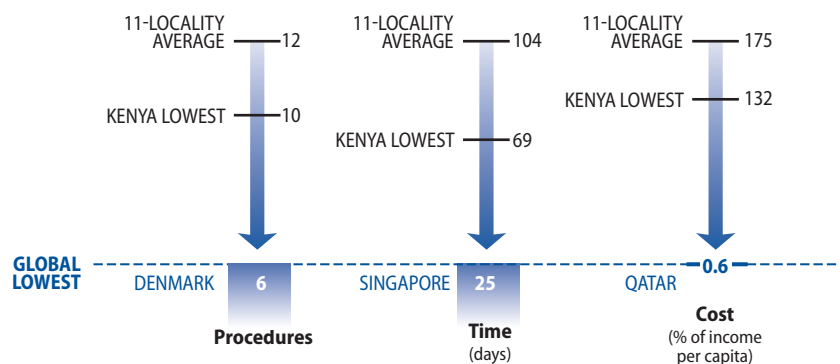 11-LOCALITY
AVERAGE 12
KENYA LOWEST 10
11-LOCALITY
AVERAGE 104
KENYA LOWEST 69
11-LOCALITY
AVERAGE 175
KENYA LOWEST 132
GLOBAL
LOWEST
DENMARK 6
Procedures
SINGAPORE 25
Time
(days)
QATAR 0.6
Cost
(% of income
per capita)